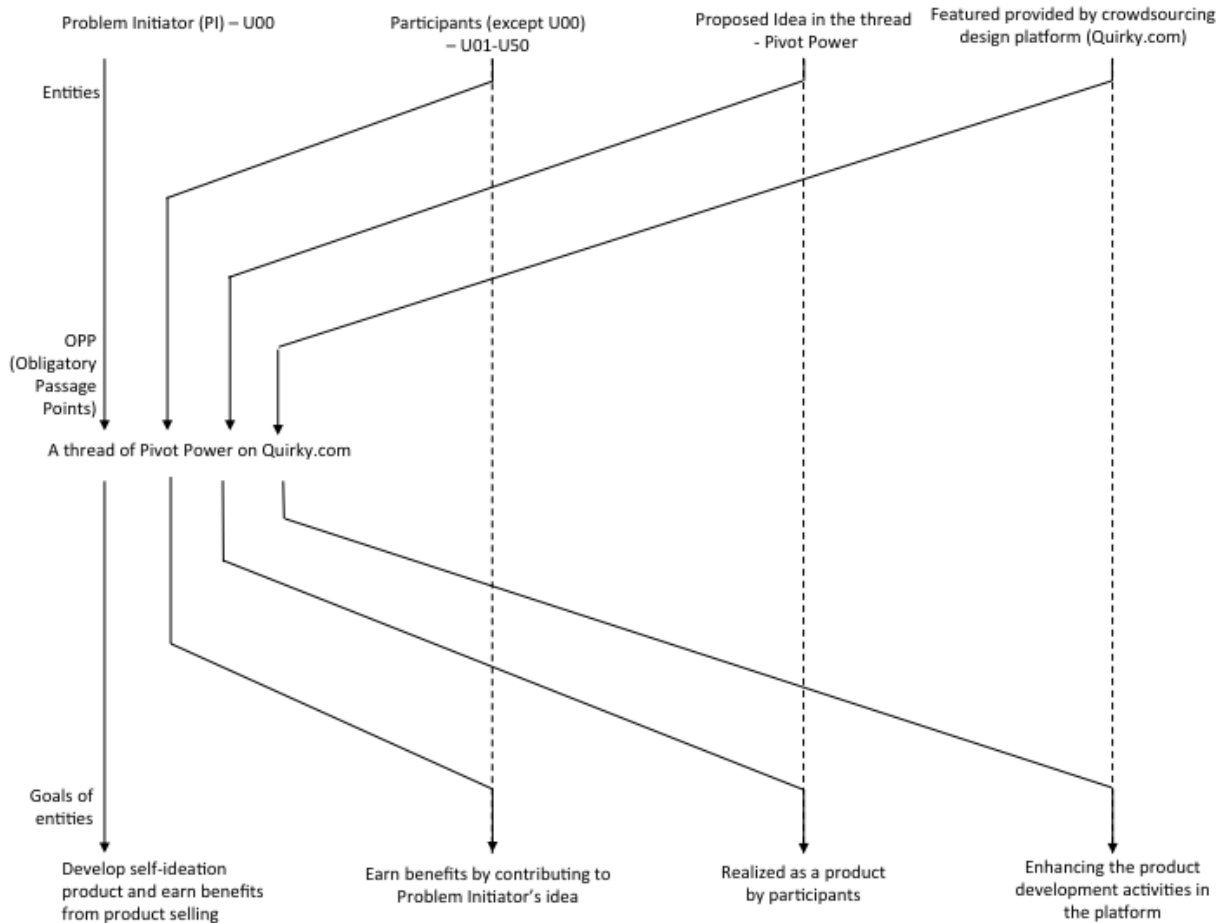 Problem Initiator (PI) – U00
Participants (except U00)
– U01-U50
Proposed Idea in the thread
- Pivot Power
Featured provided by crowdsourcing
design platform (Quirky.com)
Entities
OPP
(Obligatory
Passage
Points)
A thread of Pivot Power on Quirky.com
Goals of
entities
Develop self-ideation
product and earn benefits
from product selling
Earn benefits by contributing to
Problem Initiator's idea
Realized as a product
by participants
Enhancing the product
development activities in
the platform